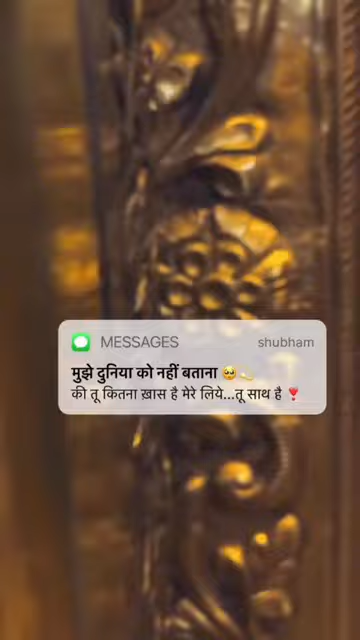 MESSAGES shubham
मुझे दुनिया को नहीं बताना 🥹🫴
की तू कितना ख़ास है मेरे लिये...तू साथ है ❣️